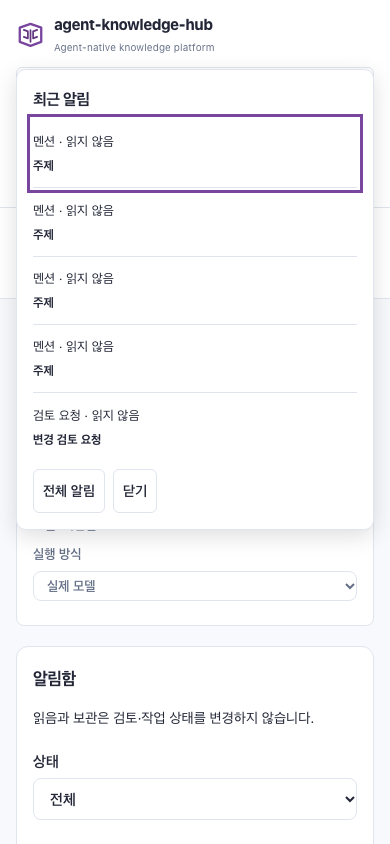 agent-knowledge-hub
Agent-native knowledge platform
최근 알림
멘션 · 읽지 않음
주제
멘션 · 읽지 않음
주제
멘션 · 읽지 않음
주제
멘션 · 읽지 않음
주제
검토 요청 · 읽지 않음
변경 검토 요청
전체 알림 닫기
실행 방식
실제 모델
알림함
읽음과 보관은 검토·작업 상태를 변경하지 않습니다.
상태
전체